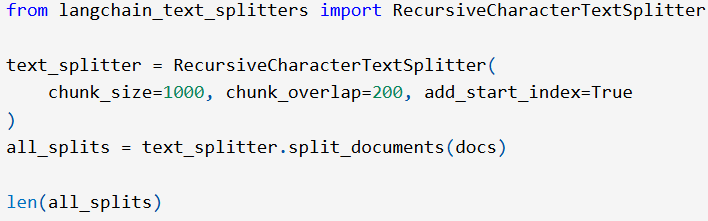 from langchain_text_splitters import RecursiveCharacterTextSplitter
text_splitter = RecursiveCharacterTextSplitter(
    chunk_size=1000, chunk_overlap=200, add_start_index=True
)
all_splits = text_splitter.split_documents(docs)
len(all_splits)